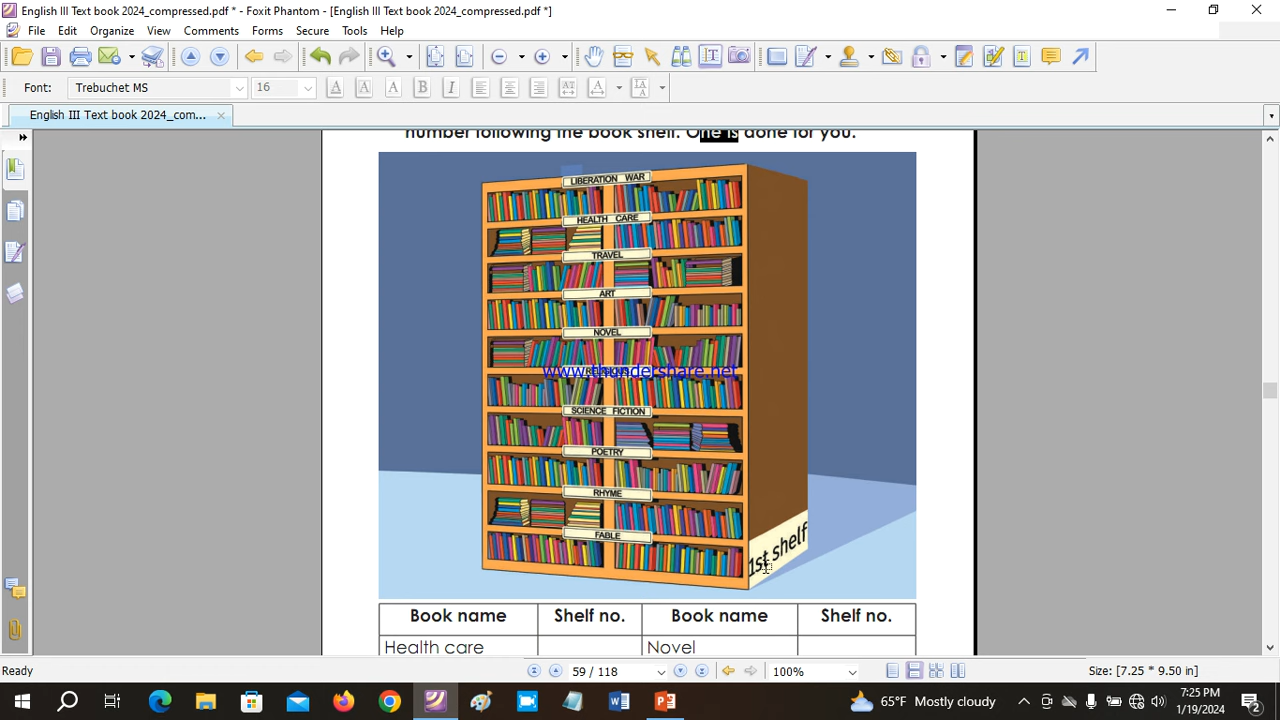 English III Text book 2024_compressed.pdf * - Foxit Phantom - [English III Text book 2024_compressed.pdf *]
File Edit Organize View Comments Forms Secure Tools Help
Font: Trebuchet MS 16
English III Text book 2024_com...
number following the book shelf. One is done for you.
LIBERATION WAR
HEALTH CARE
TRAVEL
ART
NOVEL
www.thundershare.net
SCIENCE FICTION
POETRY
RHYME
FABLE
1st shelf
Book name Shelf no. Book name Shelf no.
Health care Novel
Ready 59 / 118 100% Size: [7.25 * 9.50 in]
65°F Mostly cloudy 7:25 PM
1/19/2024
2